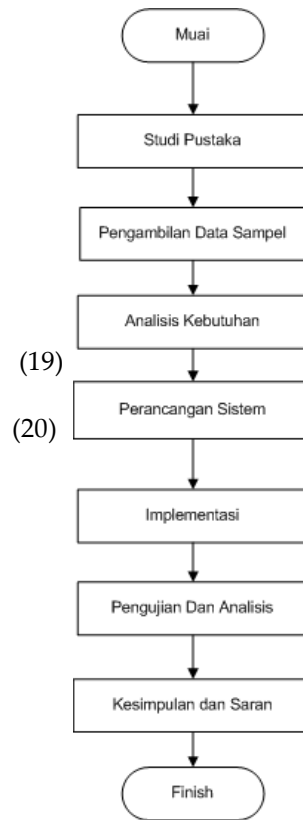 Muai
Studi Pustaka
Pengambilan Data Sampel
Analisis Kebutuhan
(19)
Perancangan Sistem
(20)
Implementasi
Pengujian Dan Analisis
Kesimpulan dan Saran
Finish